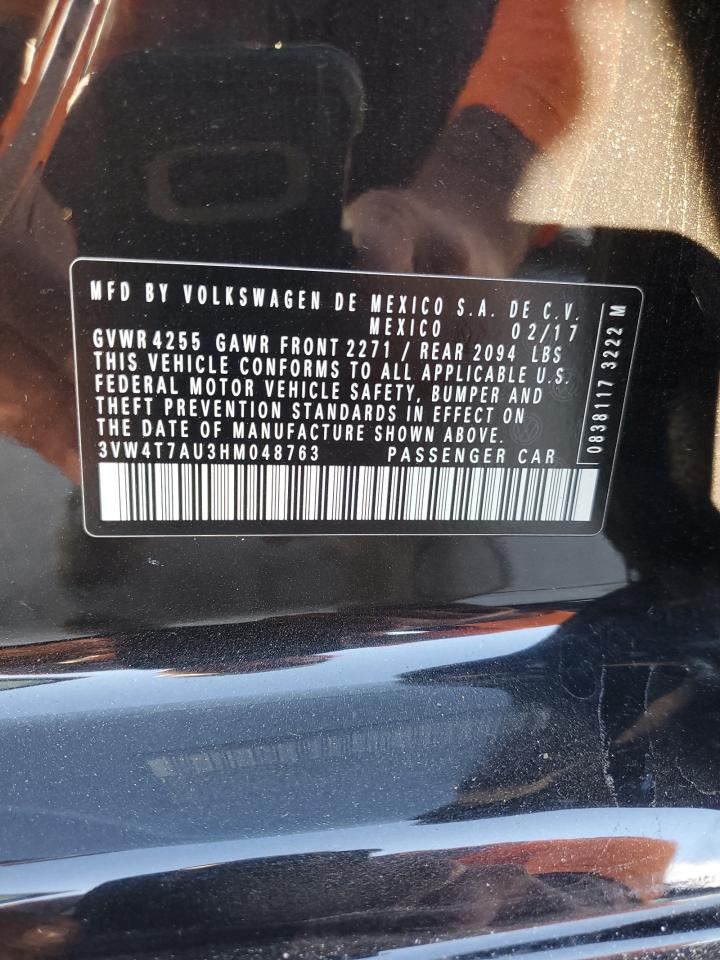 MFD BY VOLKSWAGEN DE MEXICO S.A. DE C.V.
MEXICO 02/17
GVWR 4255 GAWR FRONT 2271 / REAR 2094 LBS
THIS VEHICLE CONFORMS TO ALL APPLICABLE U.S.
FEDERAL MOTOR VEHICLE SAFETY, BUMPER AND
THEFT PREVENTION STANDARDS IN EFFECT ON
THE DATE OF MANUFACTURE SHOWN ABOVE.
3VW4T7AU3HM048763 PASSENGER CAR
0838117 3222 M